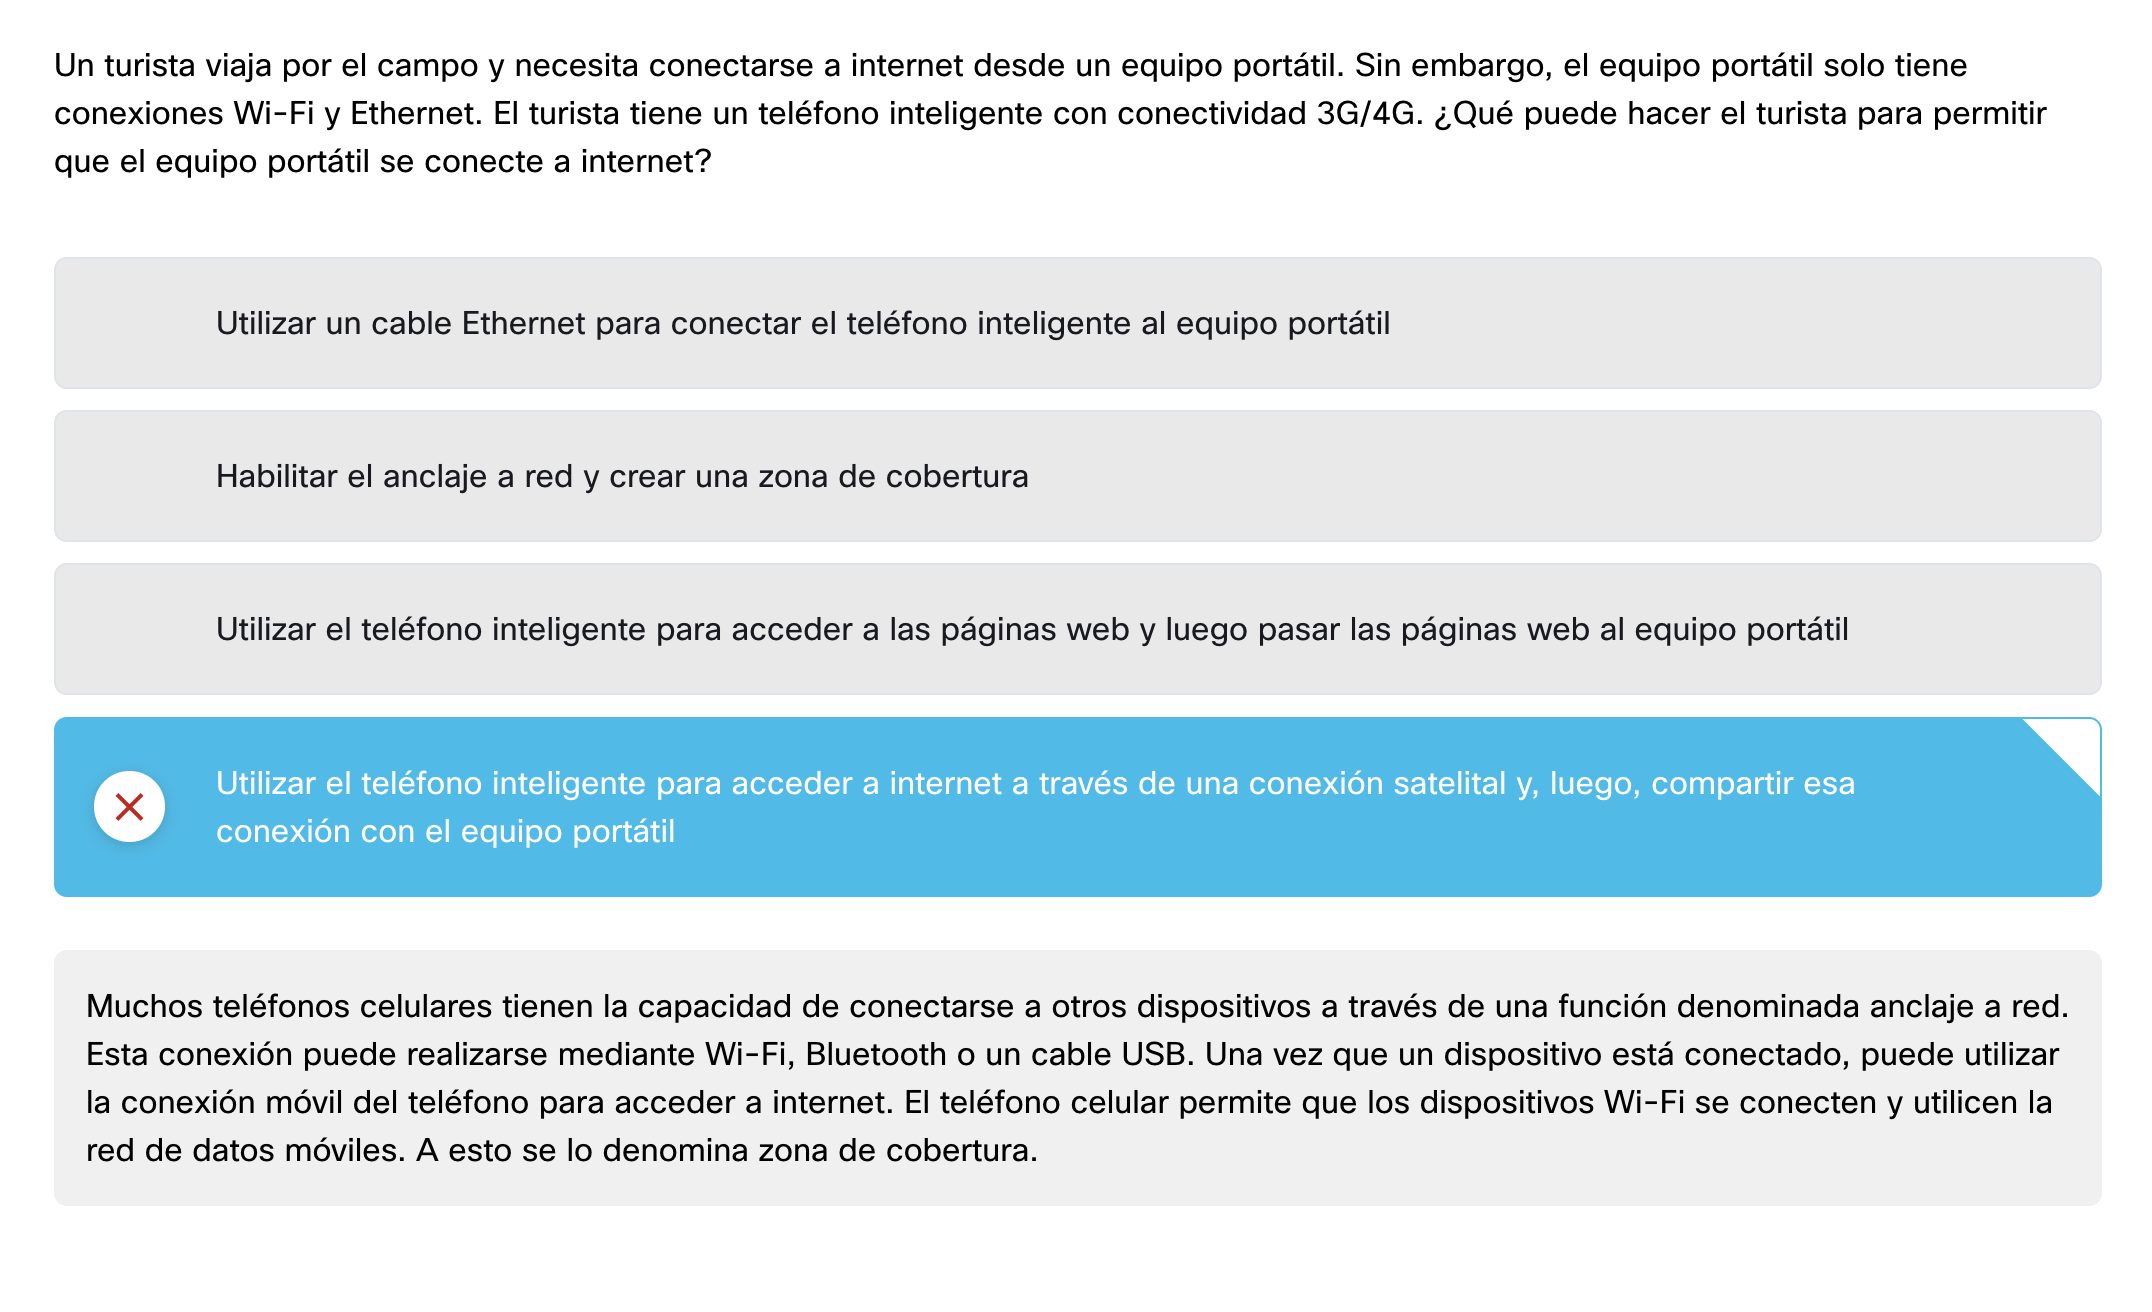 Un turista viaja por el campo y necesita conectarse a internet desde un equipo portátil. Sin embargo, el equipo portátil solo tiene
conexiones Wi-Fi y Ethernet. El turista tiene un teléfono inteligente con conectividad 3G/4G. ¿Qué puede hacer el turista para permitir
que el equipo portátil se conecte a internet?
Utilizar un cable Ethernet para conectar el teléfono inteligente al equipo portátil
Habilitar el anclaje a red y crear una zona de cobertura
Utilizar el teléfono inteligente para acceder a las páginas web y luego pasar las páginas web al equipo portátil
Utilizar el teléfono inteligente para acceder a internet a través de una conexión satelital y, luego, compartir esa
conexión con el equipo portátil
Muchos teléfonos celulares tienen la capacidad de conectarse a otros dispositivos a través de una función denominada anclaje a red.
Esta conexión puede realizarse mediante Wi-Fi, Bluetooth o un cable USB. Una vez que un dispositivo está conectado, puede utilizar
la conexión móvil del teléfono para acceder a internet. El teléfono celular permite que los dispositivos Wi-Fi se conecten y utilicen la
red de datos móviles. A esto se lo denomina zona de cobertura.